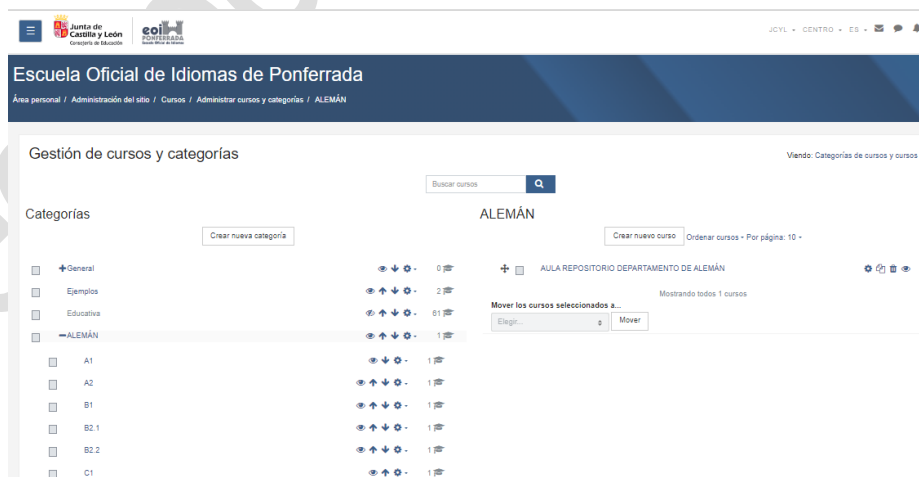 Junta de
Castilla y León
Consejería de Educación
eoi
PONFERRADA
Escuela Oficial de Idiomas
JCYL - CENTRO - ES -
Escuela Oficial de Idiomas de Ponferrada
Área personal / Administración del sitio / Cursos / Administrar cursos y categorías / ALEMÁN
Gestión de cursos y categorías
Viendo: Categorías de cursos y cursos
Buscar cursos
Categorías
Crear nueva categoría
General 0
Ejemplos 2
Educativa 61
ALEMÁN 1
A1 1
A2 1
B1 1
B2.1 1
B2.2 1
C1 1
ALEMÁN
Crear nuevo curso Ordenar cursos Por página: 10
AULA REPOSITORIO DEPARTAMENTO DE ALEMÁN
Mostrando todos 1 cursos
Mover los cursos seleccionados a...
Elegir... Mover